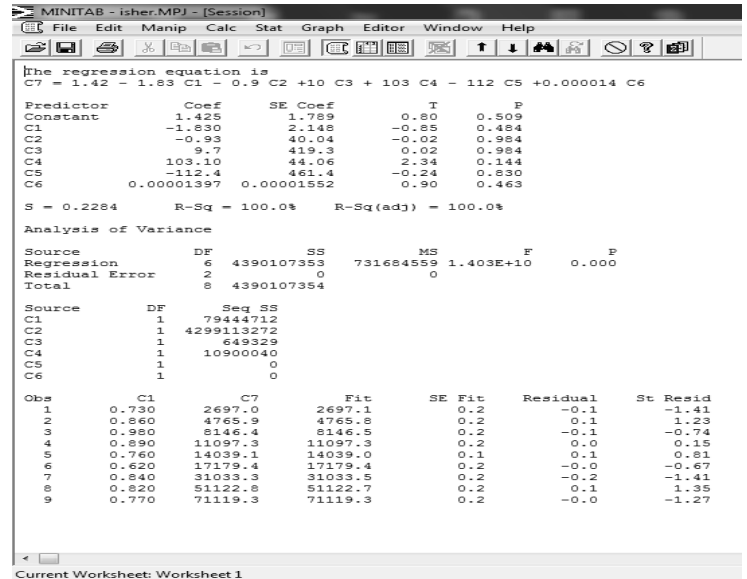 MINITAB - isher.MPJ - [Session]
File Edit Manip Calc Stat Graph Editor Window Help
The regression equation is
C7 = 1.42 - 1.83 C1 - 0.9 C2 +10 C3 + 103 C4 - 112 C5 +0.000014 C6
Predictor Coef SE Coef T P
Constant 1.425 1.789 0.80 0.509
C1 -1.830 2.148 -0.85 0.484
C2 -0.93 40.04 -0.02 0.984
C3 9.7 419.3 0.02 0.984
C4 103.10 44.06 2.34 0.144
C5 -112.4 461.4 -0.24 0.830
C6 0.00001397 0.00001552 0.90 0.463
S = 0.2284 R-Sq = 100.0% R-Sq(adj) = 100.0%
Analysis of Variance
Source DF SS MS F P
Regression 6 4390107353 731684559 1.403E+10 0.000
Residual Error 2 0 0
Total 8 4390107354
Source DF Seq SS
C1 1 79444712
C2 1 4299113272
C3 1 649329
C4 1 10900040
C5 1 0
C6 1 0
Obs C1 C7 Fit SE Fit Residual St Resid
1 0.730 2697.0 2697.1 0.2 -0.1 -1.41
2 0.860 4765.9 4765.8 0.2 0.1 1.23
3 0.980 8146.4 8146.5 0.2 -0.1 -0.74
4 0.890 11097.3 11097.3 0.2 0.0 0.15
5 0.760 14039.1 14039.0 0.1 0.1 0.81
6 0.620 17179.4 17179.4 0.2 -0.0 -0.67
7 0.840 31033.3 31033.5 0.2 -0.2 -1.41
8 0.820 51122.8 51122.7 0.2 0.1 1.35
9 0.770 71119.3 71119.3 0.2 -0.0 -1.27
Current Worksheet: Worksheet 1